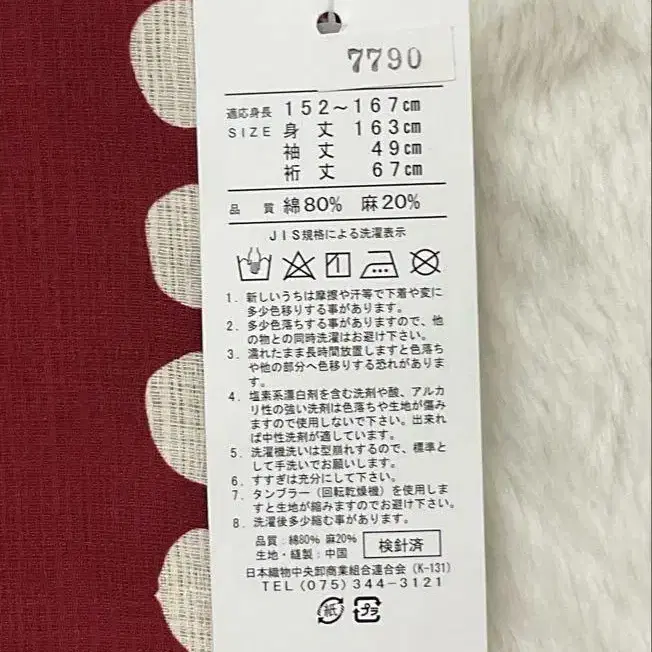 7790
適応身長 152～167cm
SIZE 身丈 163cm
袖丈 49cm
裄丈 67cm
品質 綿80% 麻20%
JIS規格による洗濯表示
1. 新しいうちは摩擦や汗等で下着や変に
多少色移りする事があります。
2. 多少色落ちする事がありますので、他
の物との同時洗濯はお避け下さい。
3. 濡れたまま長時間放置しますと色落ち
や他の部分へ色移りする恐れがありま
す。
4. 塩素系漂白剤を含む洗剤や酸、アルカ
リ性の強い洗剤は色落ちや生地が傷み
ますので使用しないで下さい。出来れ
ば中性洗剤が適しています。
5. 洗濯機洗いは型崩れするので、標準と
して手洗いでお願いします。
6. すすぎは充分にして下さい。
7. タンブラー（回転乾燥機）を使用しま
すと生地が縮みますのでお避け下さい。
8. 洗濯後多少縮む事があります。
品質：綿80% 麻20%
生地・縫製：中国
検針済
日本織物中央卸商業組合連合会（K-131）
TEL（075）344-3121
紙 プラ